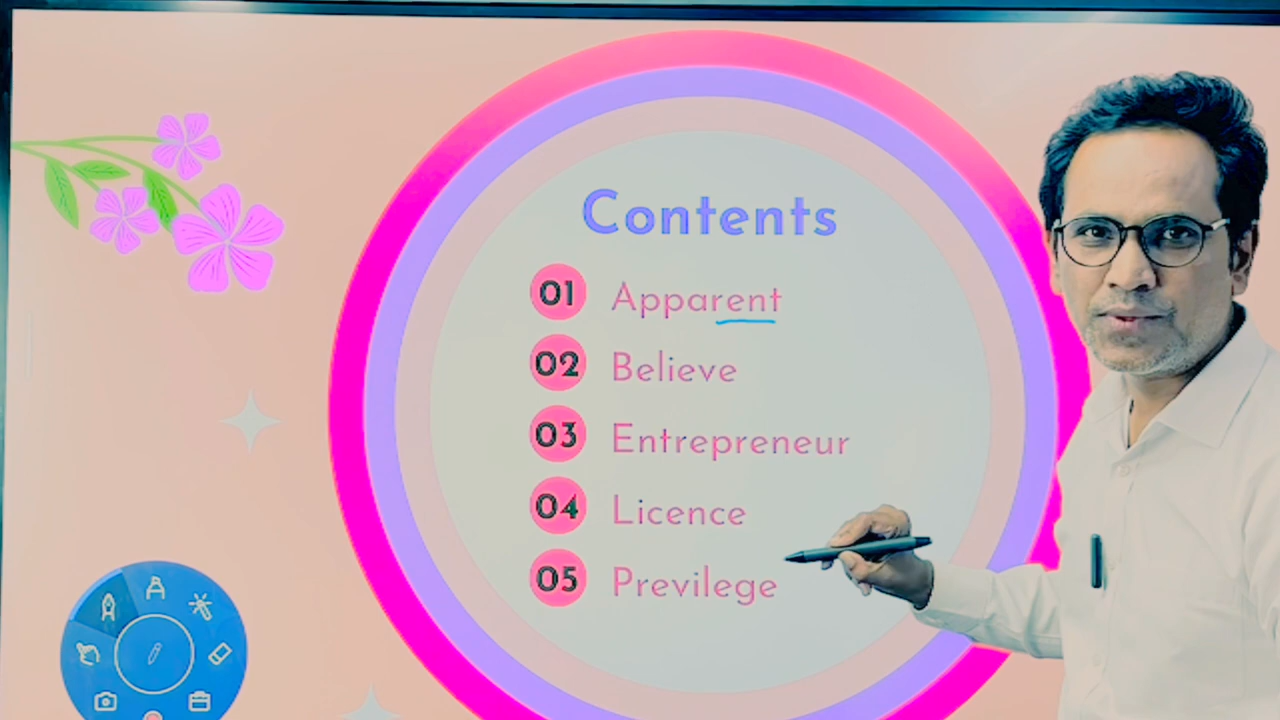 Contents
01 Apparent
02 Believe
03 Entrepreneur
04 Licence
05 Previlege